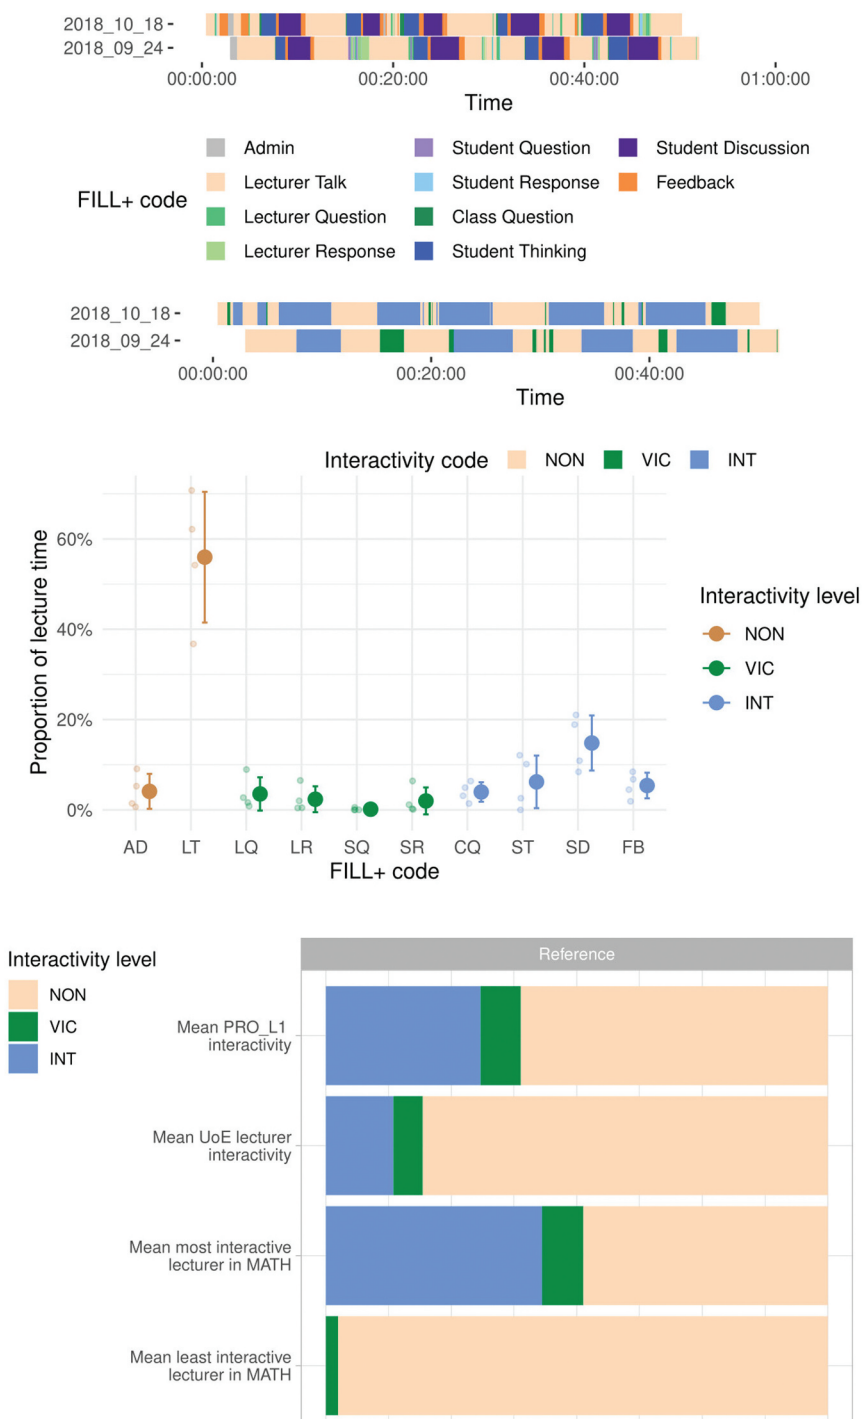 2018_10_18
2018_09_24
00:00:00 00:20:00 00:40:00 01:00:00
Time
FILL+ code
Admin
Lecturer Talk
Lecturer Question
Lecturer Response
Student Question
Student Response
Class Question
Student Thinking
Student Discussion
Feedback
2018_10_18
2018_09_24
00:00:00 00:20:00 00:40:00
Time
Interactivity code NON VIC INT
Proportion of lecture time
60%
40%
20%
0%
AD LT LQ LR SQ SR CQ ST SD FB
FILL+ code
Interactivity level
NON
VIC
INT
Interactivity level
NON
VIC
INT
Reference
Mean PRO_L1
interactivity
Mean UoE lecturer
interactivity
Mean most interactive
lecturer in MATH
Mean least interactive
lecturer in MATH